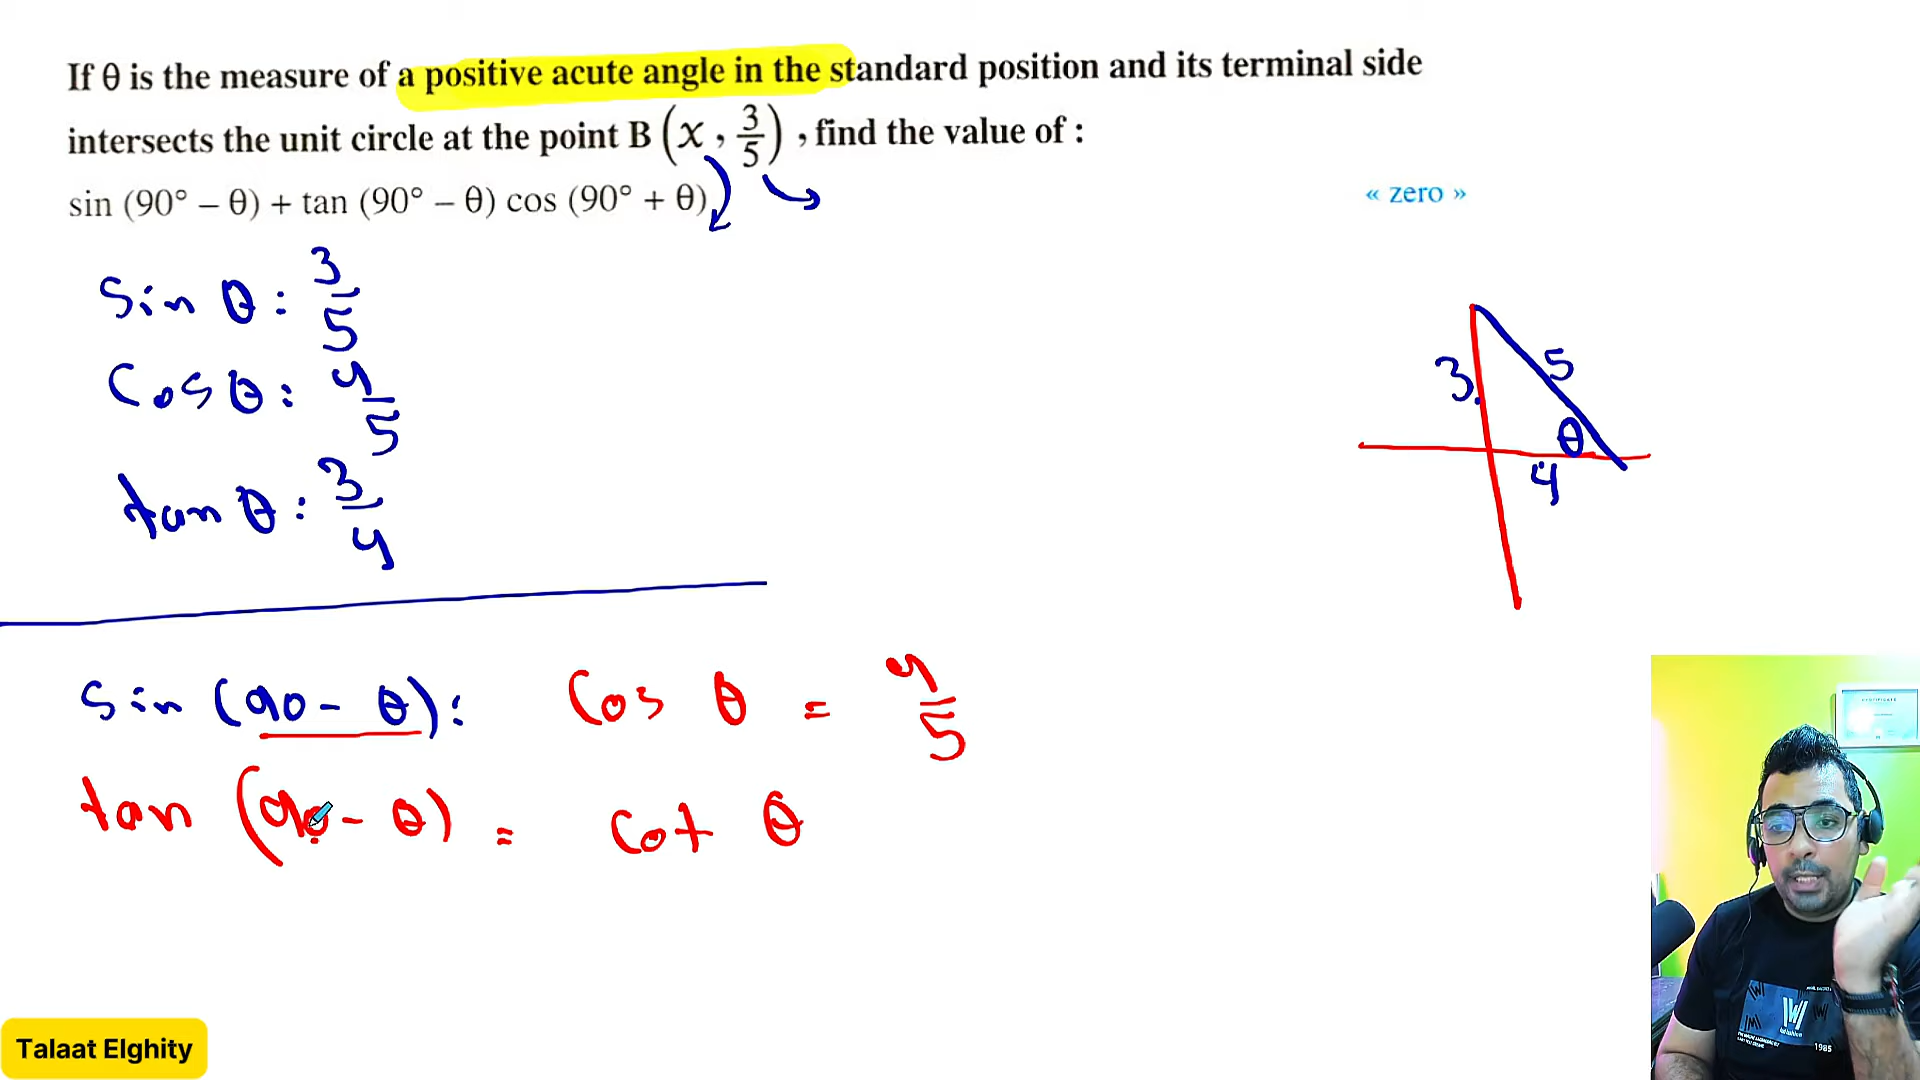 If θ is the measure of a positive acute angle in the standard position and its terminal side
intersects the unit circle at the point B (x , 3/5) , find the value of :
sin (90° – θ) + tan (90° – θ) cos (90° + θ)
« zero »
Sin θ : 3/5
Cos θ : 4/5
tan θ : 3/4
3
5
θ
4
Sin (90 - θ) : Cos θ = 4/5
tan (90 - θ) = Cot θ
CERTIFICATE
W
1985
Talaat Elghity